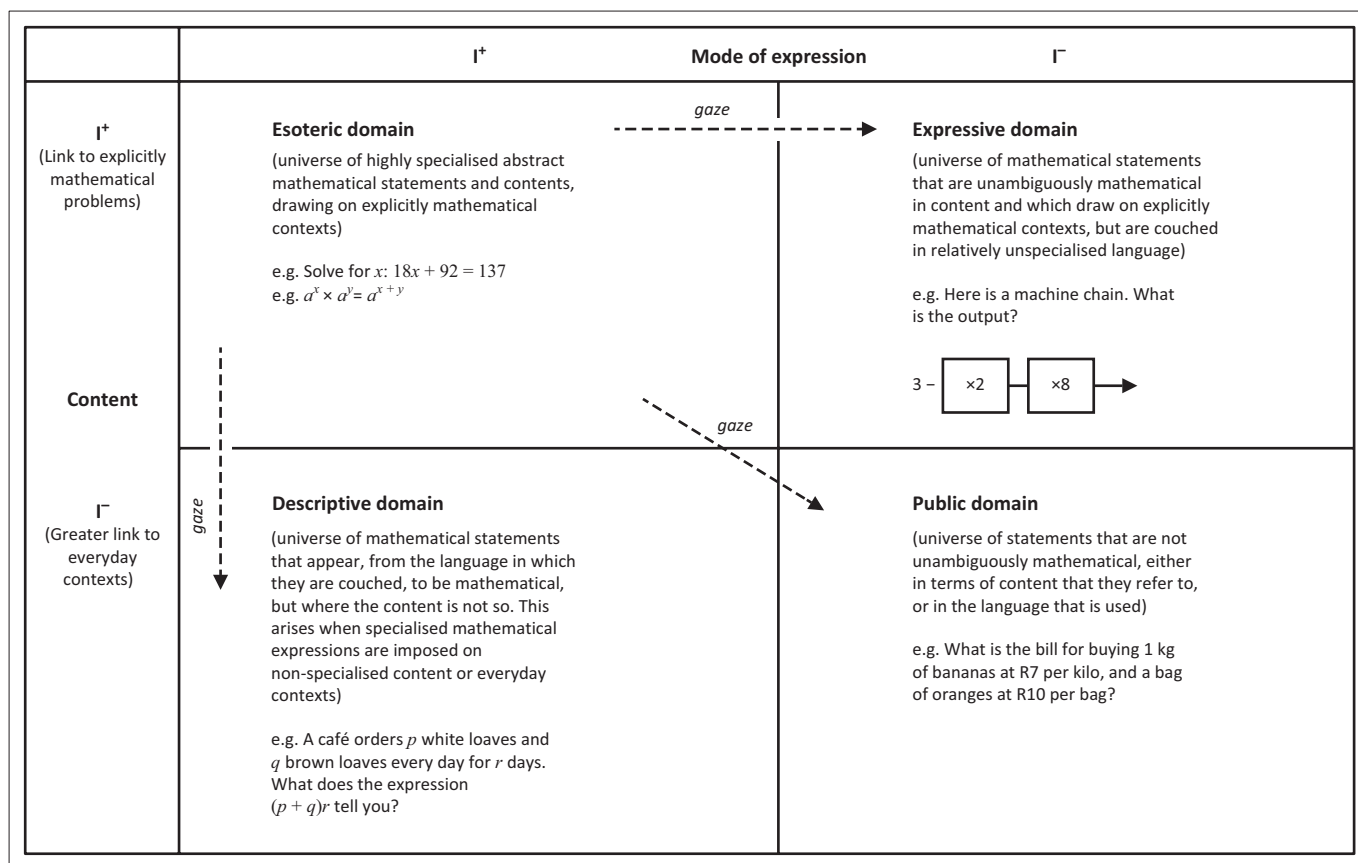 I⁺ Mode of expression I⁻
I⁺
(Link to explicitly
mathematical
problems)
Content
I⁻
(Greater link to
everyday
contexts)
Esoteric domain
(universe of highly specialised abstract
mathematical statements and contents,
drawing on explicitly mathematical
contexts)
e.g. Solve for x: 18x + 92 = 137
e.g. aˣ × aʸ= aˣ ⁺ ʸ
gaze
Expressive domain
(universe of mathematical statements
that are unambiguously mathematical
in content and which draw on explicitly
mathematical contexts, but are couched
in relatively unspecialised language)
e.g. Here is a machine chain. What
is the output?
3 – ×2 ×8
gaze
gaze
Descriptive domain
(universe of mathematical statements
that appear, from the language in which
they are couched, to be mathematical,
but where the content is not so. This
arises when specialised mathematical
expressions are imposed on
non-specialised content or everyday
contexts)
e.g. A café orders p white loaves and
q brown loaves every day for r days.
What does the expression
(p + q)r tell you?
Public domain
(universe of statements that are not
unambiguously mathematical, either
in terms of content that they refer to,
or in the language that is used)
e.g. What is the bill for buying 1 kg
of bananas at R7 per kilo, and a bag
of oranges at R10 per bag?